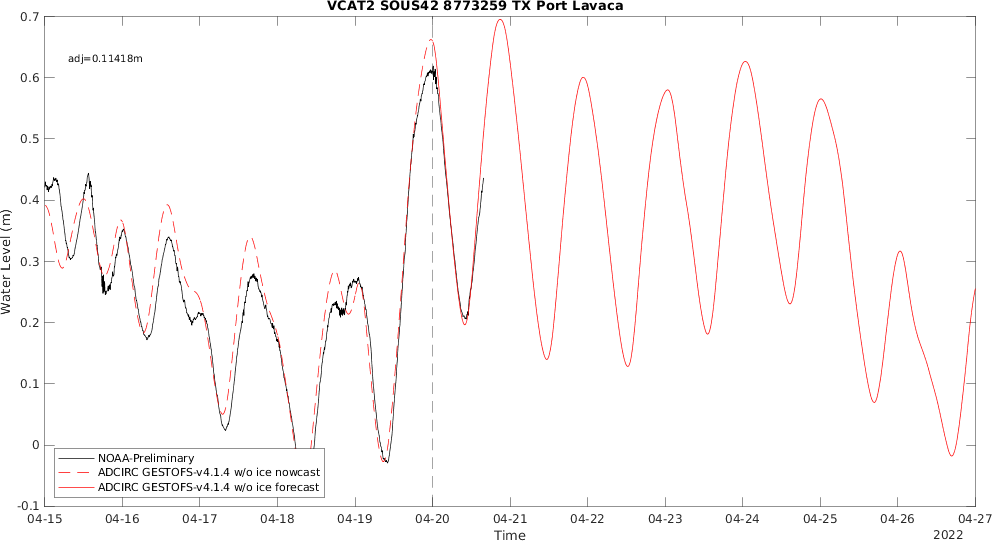 VCAT2 SOUS42 8773259 TX Port Lavaca
adj=0.11418m
Water Level (m)
0.7
0.6
0.5
0.4
0.3
0.2
0.1
0
-0.1
NOAA-Preliminary
ADCIRC GESTOFS-v4.1.4 w/o ice nowcast
ADCIRC GESTOFS-v4.1.4 w/o ice forecast
04-15 04-16 04-17 04-18 04-19 04-20 04-21 04-22 04-23 04-24 04-25 04-26 04-27
Time
2022